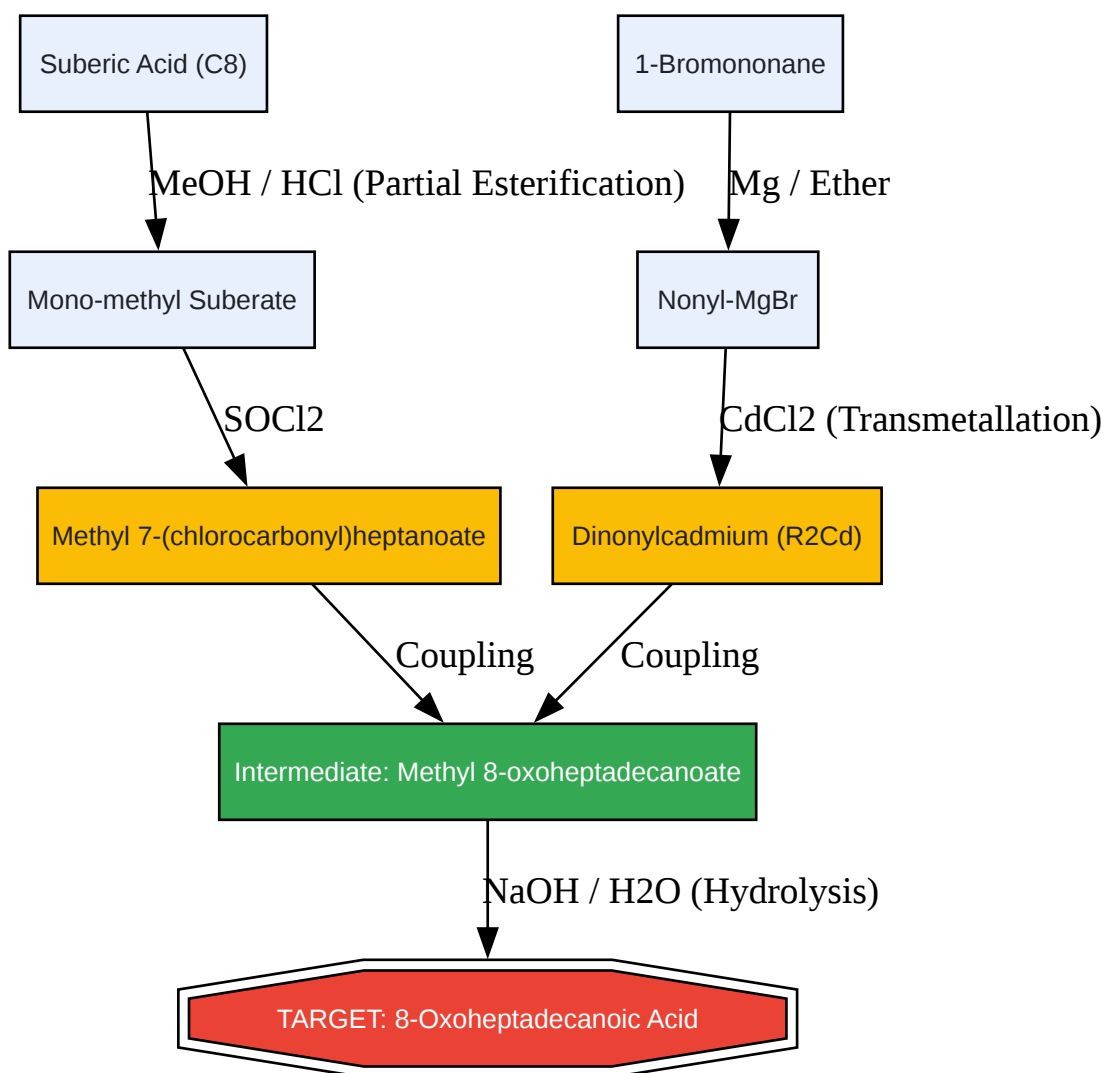 Suberic Acid (C8)
1-Bromononane
MeOH / HCl (Partial Esterification)
Mg / Ether
Mono-methyl Suberate
Nonyl-MgBr
SOCl2
CdCl2 (Transmetallation)
Methyl 7-(chlorocarbonyl)heptanoate
Dinonylcadmium (R2Cd)
Coupling
Coupling
Intermediate: Methyl 8-oxoheptadecanoate
NaOH / H2O (Hydrolysis)
TARGET: 8-Oxoheptadecanoic Acid